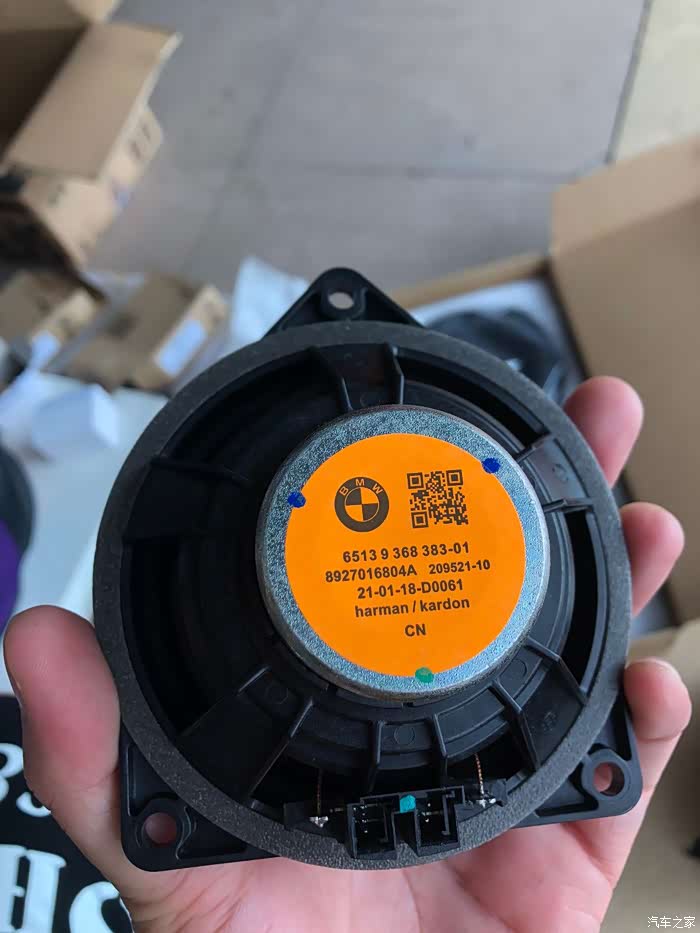 BMW
6513 9 368 383-01
8927016804A 209521-10
21-01-18-D0061
harman / kardon
CN
汽车之家